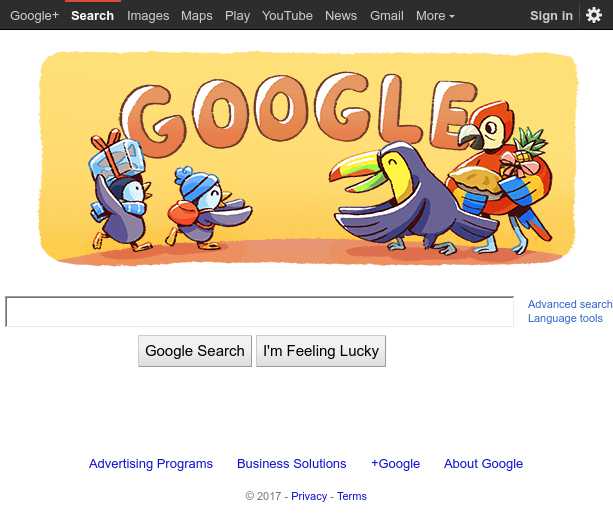 Google+ Search Images Maps Play YouTube News Gmail More Sign in
GOOGLE
Advanced search
Language tools
Google Search I'm Feeling Lucky
Advertising Programs Business Solutions +Google About Google
© 2017 - Privacy - Terms